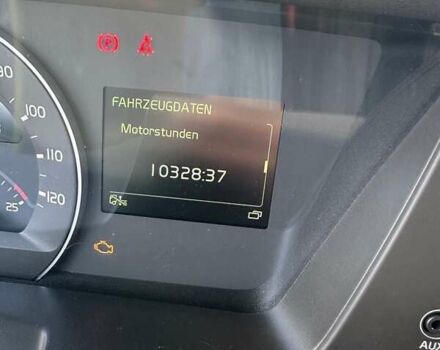 P
FAHRZEUGDATEN
Motorstunden
10328:37
100
110
120
25
AUX